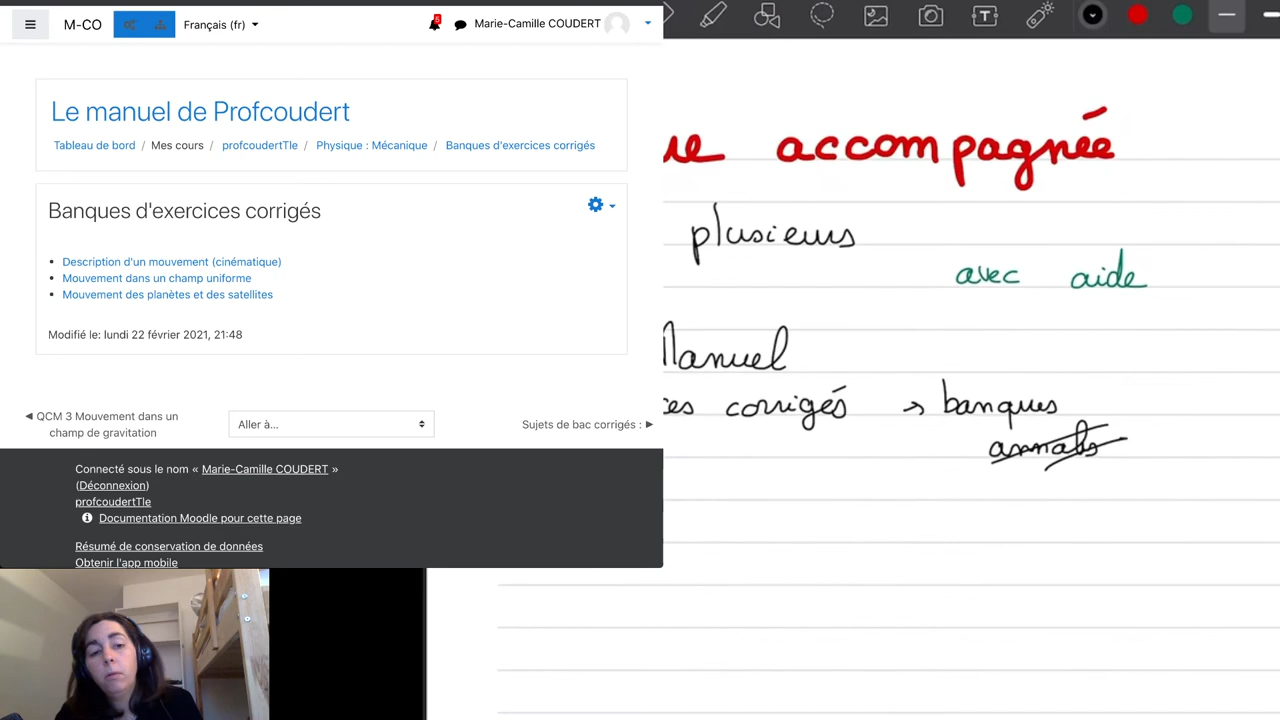 M-CO
Français (fr)
5
Marie-Camille COUDERT
Le manuel de Profcoudert
Tableau de bord / Mes cours / profcoudertTle / Physique : Mécanique / Banques d'exercices corrigés
Banques d'exercices corrigés
Description d'un mouvement (cinématique)
Mouvement dans un champ uniforme
Mouvement des planètes et des satellites
Modifié le: lundi 22 février 2021, 21:48
◀ QCM 3 Mouvement dans un
champ de gravitation
Aller à...
Sujets de bac corrigés : ▶
Connecté sous le nom « Marie-Camille COUDERT »
(Déconnexion)
profcoudertTle
Documentation Moodle pour cette page
Résumé de conservation de données
Obtenir l'app mobile
T
ue accompagnée
plusieurs
avec aide
Manuel
ces corrigés → banques